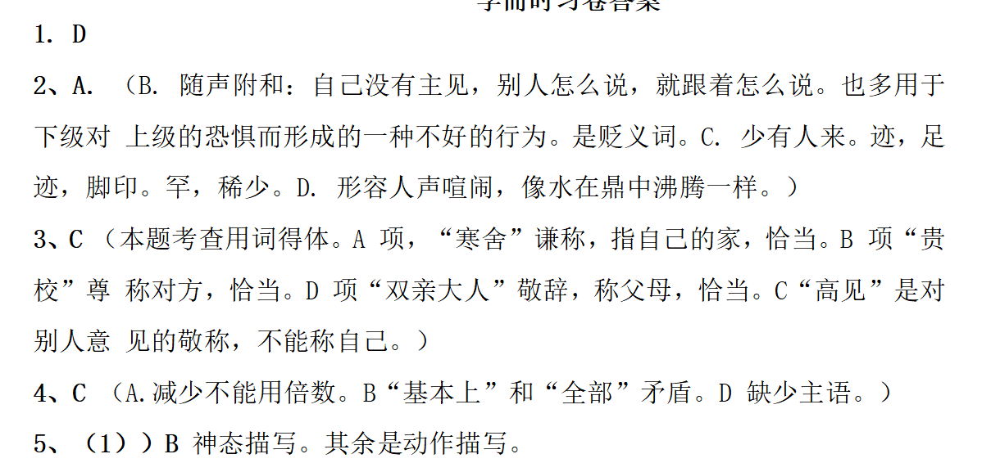 学而时习卷答案
1. D
2、A. （B. 随声附和：自己没有主见，别人怎么说，就跟着怎么说。也多用于
下级对 上级的恐惧而形成的一种不好的行为。是贬义词。C. 少有人来。迹，足
迹，脚印。罕，稀少。D. 形容人声喧闹，像水在鼎中沸腾一样。）
3、C （本题考查用词得体。A 项，“寒舍”谦称，指自己的家，恰当。B 项“贵
校”尊 称对方，恰当。D 项“双亲大人”敬辞，称父母，恰当。C“高见”是对
别人意 见的敬称，不能称自己。）
4、C （A.减少不能用倍数。B“基本上”和“全部”矛盾。D 缺少主语。）
5、（1））B 神态描写。其余是动作描写。